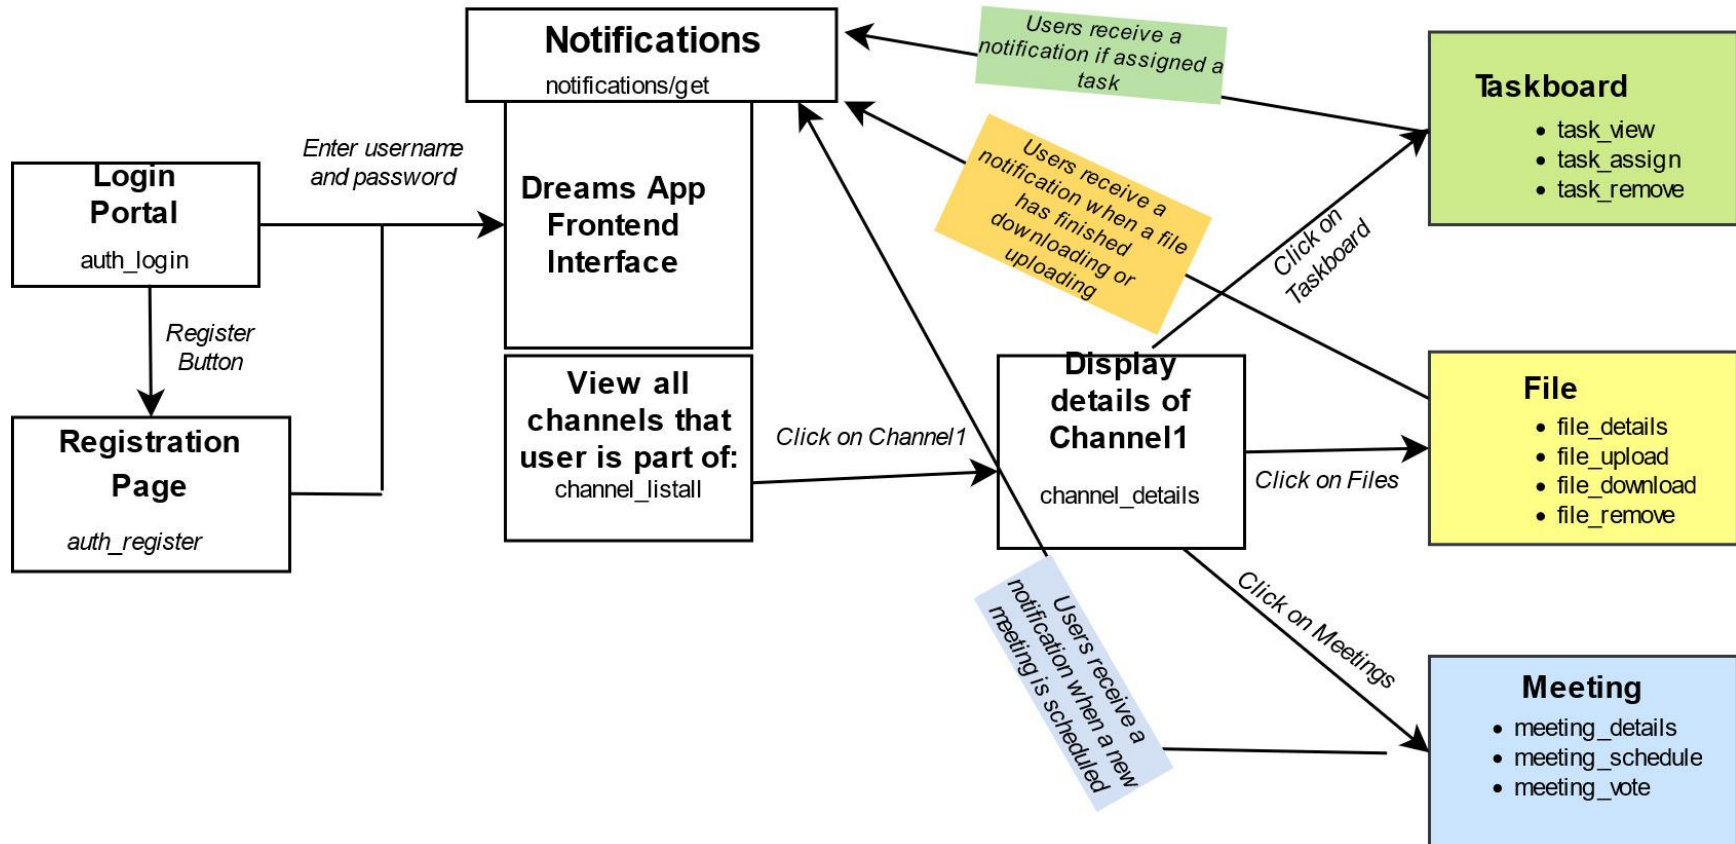 Notifications
notifications/get
Users receive a
notification if assigned a
task
Taskboard
task_view
task_assign
task_remove
Enter username
and password
Login
Portal
auth_login
Dreams App
Frontend
Interface
Users receive a
notification when a file
has finished
downloading or
uploading
Click on
Taskboard
Register
Button
Registration
Page
auth_register
View all
channels that
user is part of:
channel_listall
Click on Channel1
Display
details of
Channel1
channel_details
Click on Files
File
file_details
file_upload
file_download
file_remove
Users receive a
notification when a new
meeting is scheduled
Click on Meetings
Meeting
meeting_details
meeting_schedule
meeting_vote